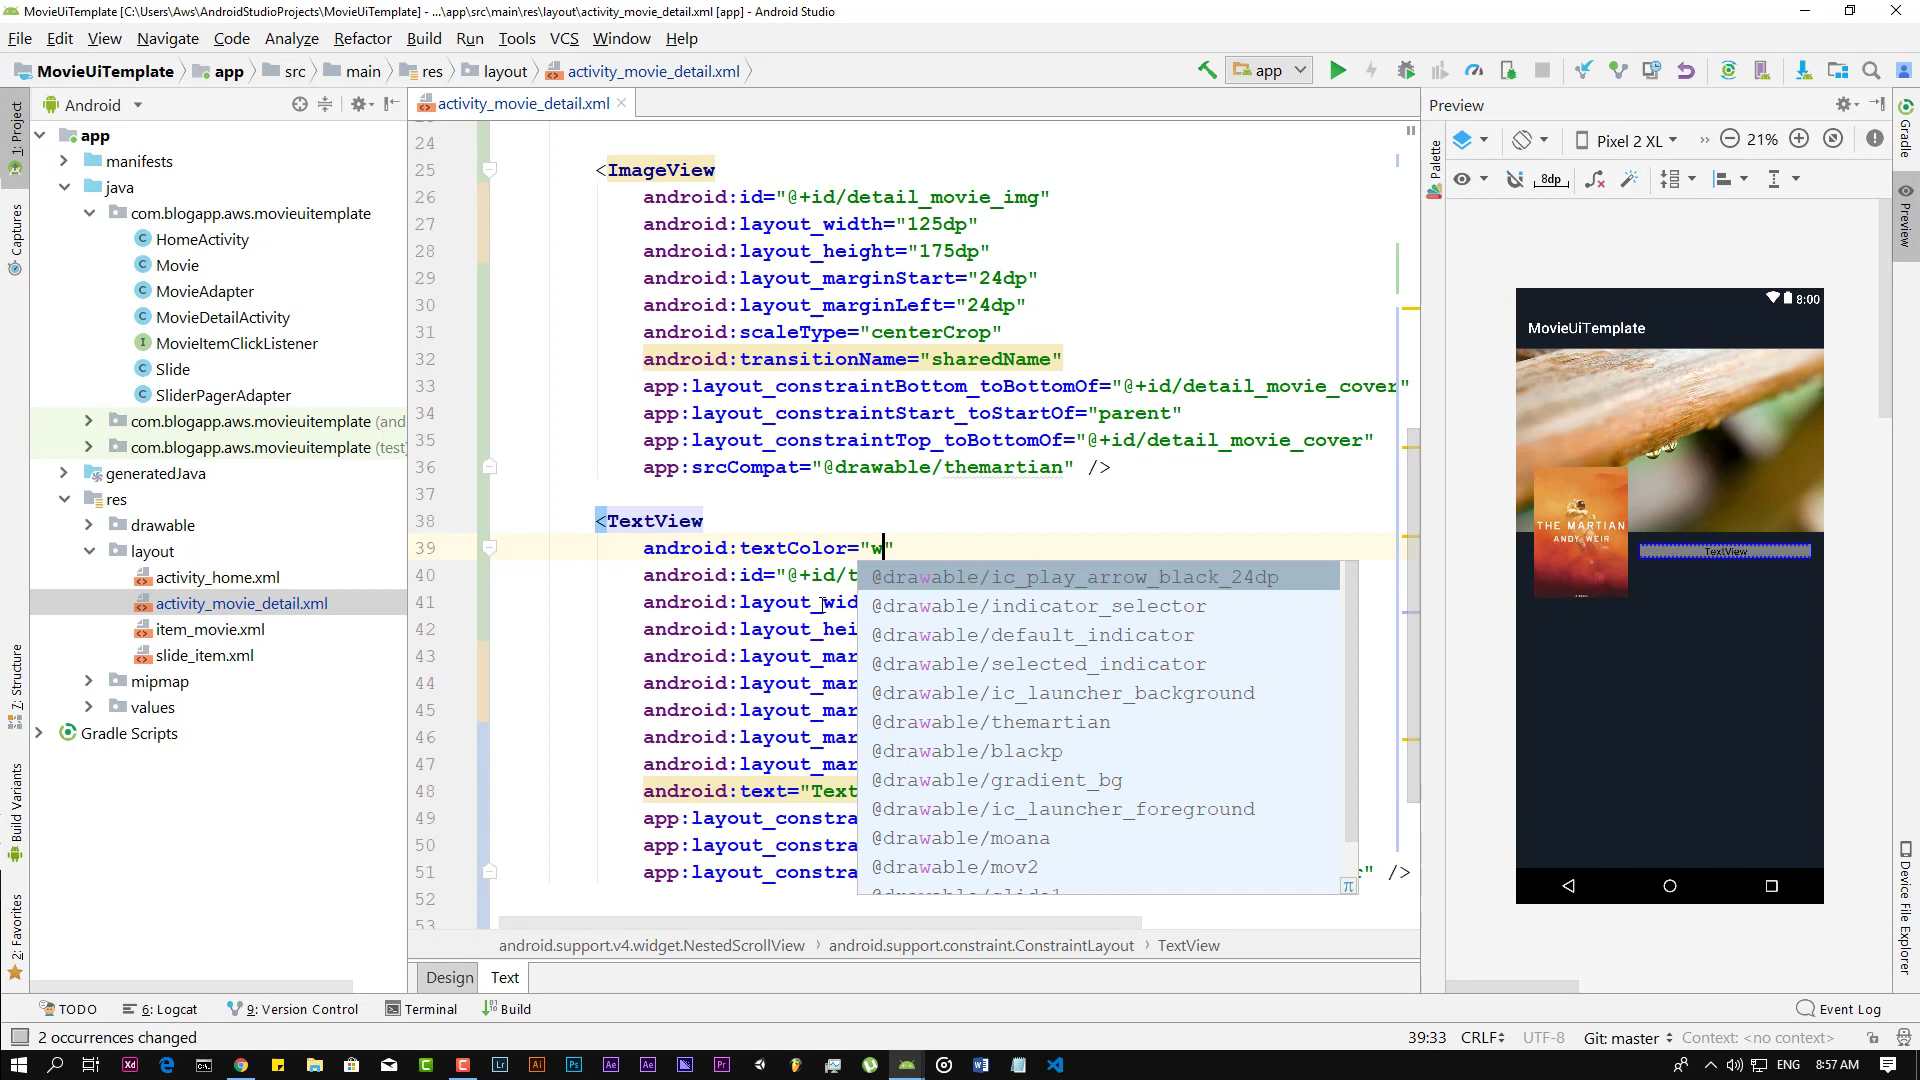 MovieUiTemplate [C:\Users\Aws\AndroidStudioProjects\MovieUiTemplate] - ...\app\src\main\res\layout\activity_movie_detail.xml [app] - Android Studio
File Edit View Navigate Code Analyze Refactor Build Run Tools VCS Window Help
MovieUiTemplate app src main res layout activity_movie_detail.xml app
Android activity_movie_detail.xml Preview
1: Project
Captures
7: Structure
Build Variants
2: Favorites
app
manifests
java
com.blogapp.aws.movieuitemplate
HomeActivity
Movie
MovieAdapter
MovieDetailActivity
MovieItemClickListener
Slide
SliderPagerAdapter
com.blogapp.aws.movieuitemplate (and
com.blogapp.aws.movieuitemplate (test
generatedJava
res
drawable
layout
activity_home.xml
activity_movie_detail.xml
item_movie.xml
slide_item.xml
mipmap
values
Gradle Scripts
24
25 <ImageView
26 android:id="@+id/detail_movie_img"
27 android:layout_width="125dp"
28 android:layout_height="175dp"
29 android:layout_marginStart="24dp"
30 android:layout_marginLeft="24dp"
31 android:scaleType="centerCrop"
32 android:transitionName="sharedName"
33 app:layout_constraintBottom_toBottomOf="@+id/detail_movie_cover"
34 app:layout_constraintStart_toStartOf="parent"
35 app:layout_constraintTop_toBottomOf="@+id/detail_movie_cover"
36 app:srcCompat="@drawable/themartian" />
37
38 <TextView
39 android:textColor="w"
40 android:id="@+id/t
41 android:layout_wid
42 android:layout_hei
43 android:layout_mar
44 android:layout_mar
45 android:layout_mar
46 android:layout_mar
47 android:layout_mar
48 android:text="Text
49 app:layout_constra
50 app:layout_constra
51 app:layout_constra " />
52
53
@drawable/ic_play_arrow_black_24dp
@drawable/indicator_selector
@drawable/default_indicator
@drawable/selected_indicator
@drawable/ic_launcher_background
@drawable/themartian
@drawable/blackp
@drawable/gradient_bg
@drawable/ic_launcher_foreground
@drawable/moana
@drawable/mov2
π
android.support.v4.widget.NestedScrollView android.support.constraint.ConstraintLayout TextView
Design Text
Palette
Pixel 2 XL 21%
8dp
8:00
MovieUiTemplate
THE MARTIAN
ANDY WEIR
TextView
Gradle
Preview
Device File Explorer
TODO 6: Logcat 9: Version Control Terminal Build Event Log
2 occurrences changed 39:33 CRLF UTF-8 Git: master Context: <no context>
Xd Lr Ai Ps Ae Ae Pr ENG 8:57 AM